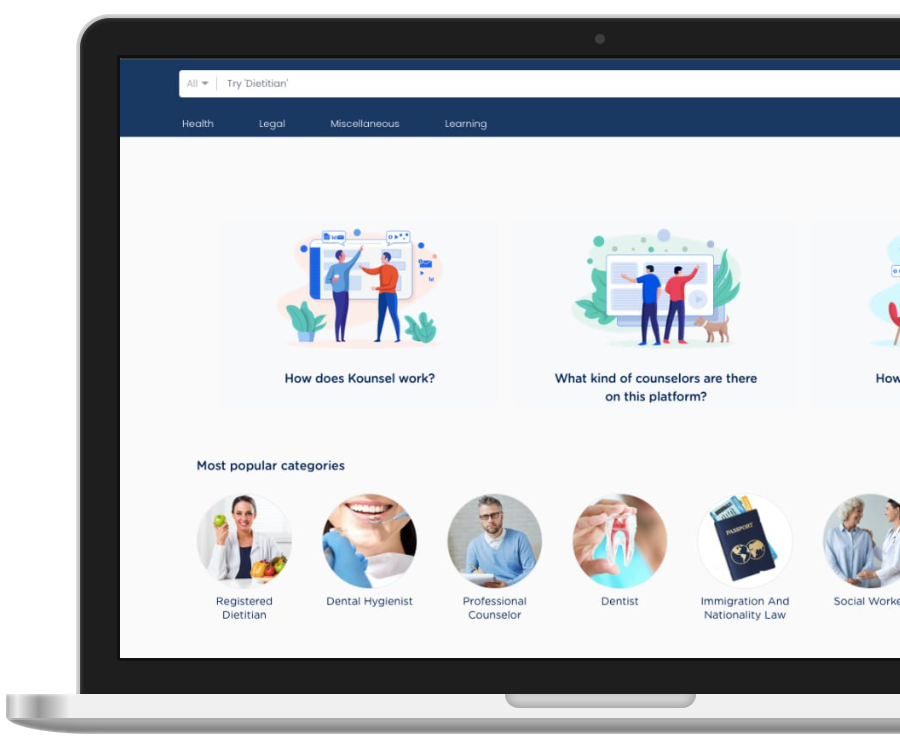 All
Try 'Dietitian'
Health Legal Miscellaneous Learning
How does Kounsel work?
What kind of counselors are there
on this platform?
How
Most popular categories
Registered
Dietitian
Dental Hygienist
Professional
Counselor
Dentist
PASSPORT
Immigration And
Nationality Law
Social Worke